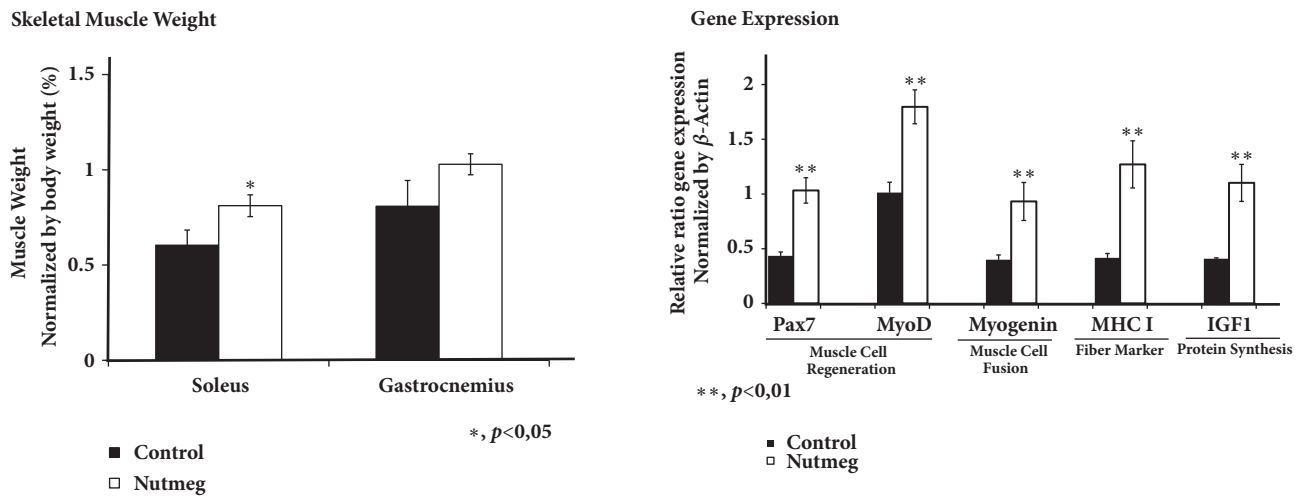 Skeletal Muscle Weight
Muscle Weight
Normalized by body weight (%)
1.5
1
0.5
0
*
Soleus
Gastrocnemius
*, p<0,05
Control
Nutmeg
Gene Expression
Relative ratio gene expression
Normalized by β-Actin
2
1.5
1
0.5
0
**
**
**
**
**
Pax7 MyoD Myogenin MHC I IGF1
Muscle Cell
Regeneration
Muscle Cell
Fusion
Fiber Marker
Protein Synthesis
**, p<0,01
Control
Nutmeg